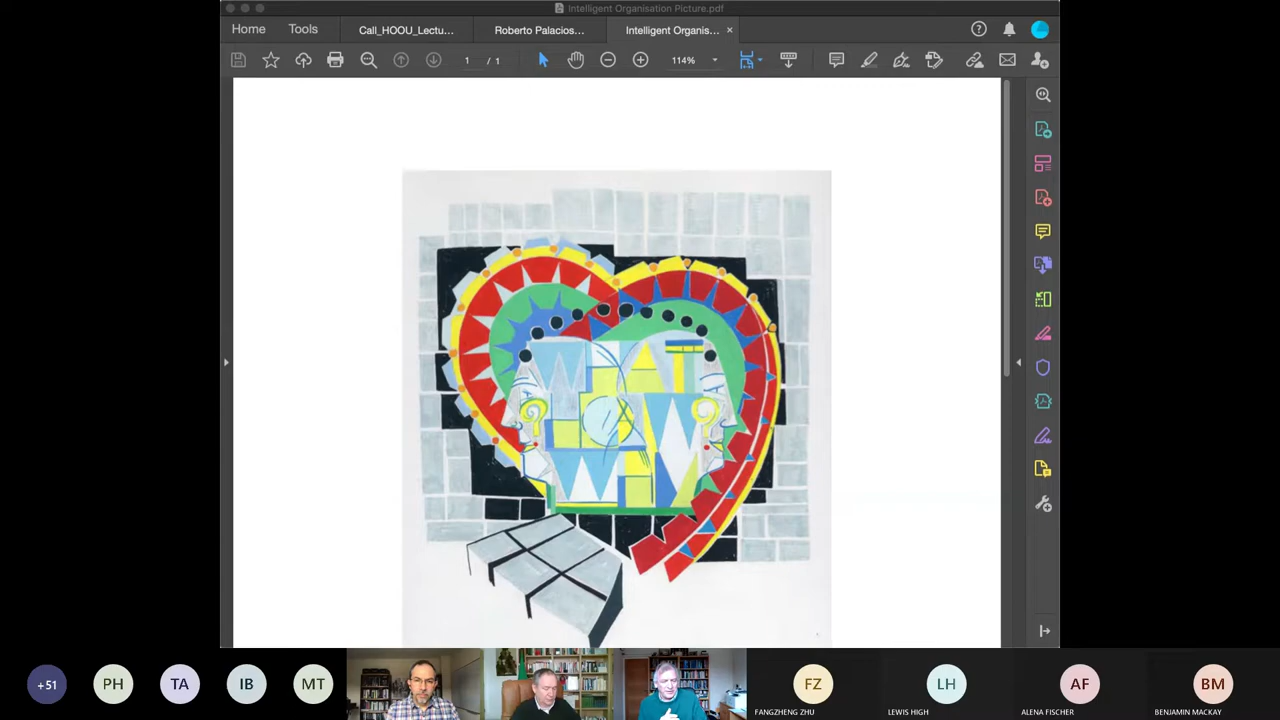 Intelligent Organisation Picture.pdf
Home
Tools
Call_HOOU_Lectu...
Roberto Palacios...
Intelligent Organis...
1 / 1
114%
+51
PH
TA
IB
MT
FZ
LH
AF
BM
FANGZHENG ZHU
LEWIS HIGH
ALENA FISCHER
BENJAMIN MACKAY